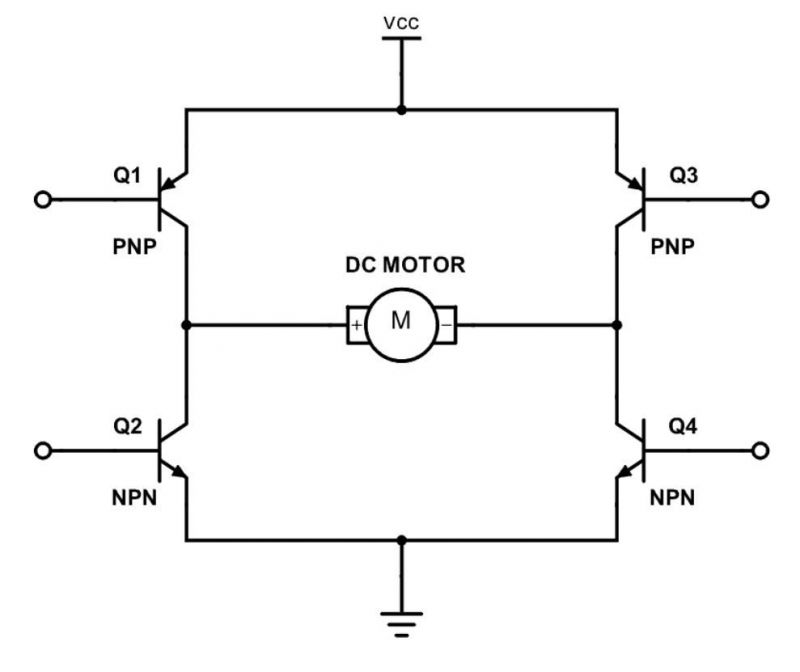 VCC
Q1
Q3
PNP
PNP
DC MOTOR
+ M −
Q2
Q4
NPN
NPN